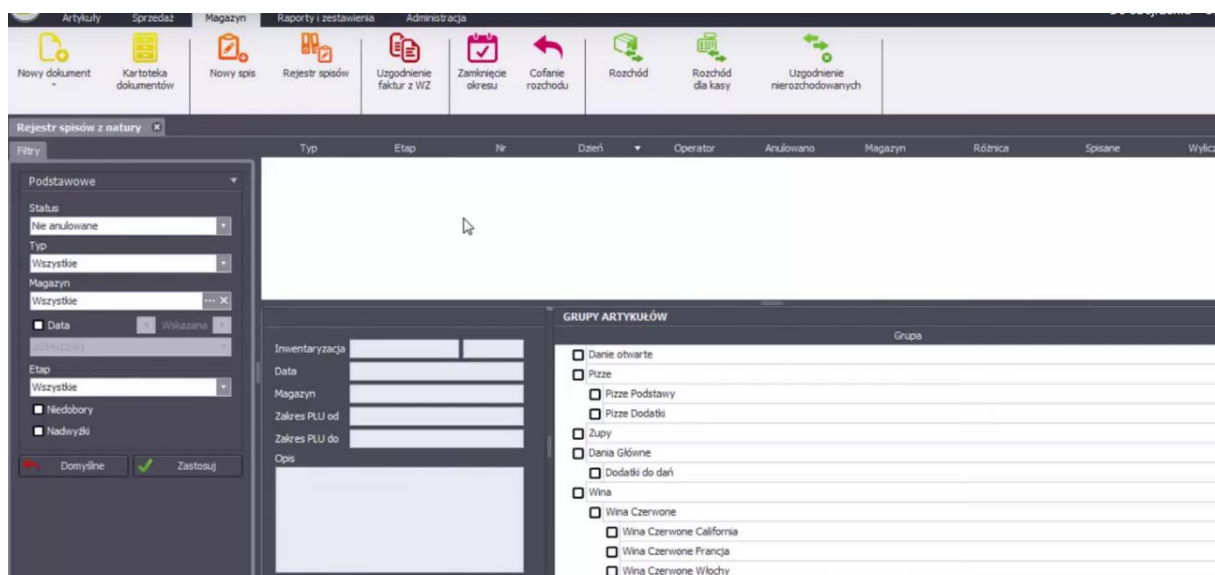 Artykuły Sprzedaż Magazyn Raporty i zestawienia Administracja
Nowy dokument Kartoteka dokumentów Nowy spis Rejestr spisów Uzgodnienie faktur z WZ Zamknięcie okresu Cofanie rozchodu Rozchód Rozchód dla kasy Uzgodnienie nierozchodowanych
Rejestr spisów z natury
Filtry
Typ Etap Nr Dzień Operator Anulowano Magazyn Różnica Spisane
Podstawowe
Status
Nie anulowane
Typ
Wszystkie
Magazyn
Wszystkie
Data Wskazana
2014-12-01
Etap
Wszystkie
Niedobory
Nadwyżki
Domyślne Zastosuj
Inwentaryzacja
Data
Magazyn
Zakres PLU od
Zakres PLU do
Opis
GRUPY ARTYKUŁÓW
Grupa
Danie otwarte
Pizze
Pizze Podstawy
Pizze Dodatki
Zupy
Dania Główne
Dodatki do dań
Wina
Wina Czerwone
Wina Czerwone California
Wina Czerwone Francja
Wina Czerwone Włochy